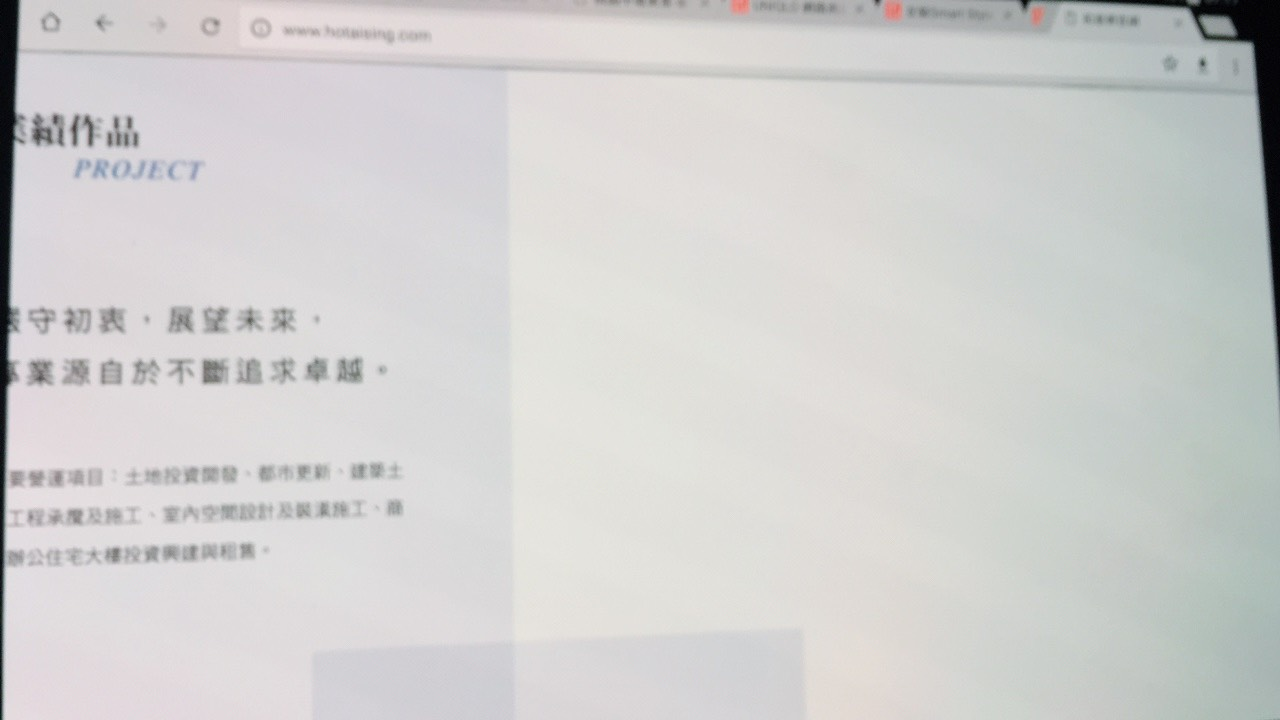 www.hotaising.com
績作品
PROJECT
守初衷，展望未來，
業源自於不斷追求卓越。
要營運項目：土地投資開發、都市更新、建築土
工程承攬及施工、室內空間設計及裝潢施工、商
辦公住宅大樓投資興建與租售。